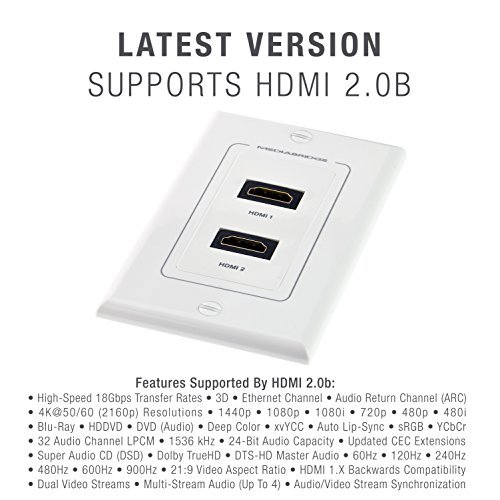 LATEST VERSION
SUPPORTS HDMI 2.0B
MEDIABRIDGE
HDMI 1
HDMI 2
Features Supported By HDMI 2.0b:
• High-Speed 18Gbps Transfer Rates • 3D • Ethernet Channel • Audio Return Channel (ARC)
• 4K@50/60 (2160p) Resolutions • 1440p • 1080p • 1080i • 720p • 480p • 480i
• Blu-Ray • HDDVD • DVD (Audio) • Deep Color • xvYCC • Auto Lip-Sync • sRGB • YCbCr
• 32 Audio Channel LPCM • 1536 kHz • 24-Bit Audio Capacity • Updated CEC Extensions
• Super Audio CD (DSD) • Dolby TrueHD • DTS-HD Master Audio • 60Hz • 120Hz • 240Hz
• 480Hz • 600Hz • 900Hz • 21:9 Video Aspect Ratio • HDMI 1.X Backwards Compatibility
• Dual Video Streams • Multi-Stream Audio (Up To 4) • Audio/Video Stream Synchronization